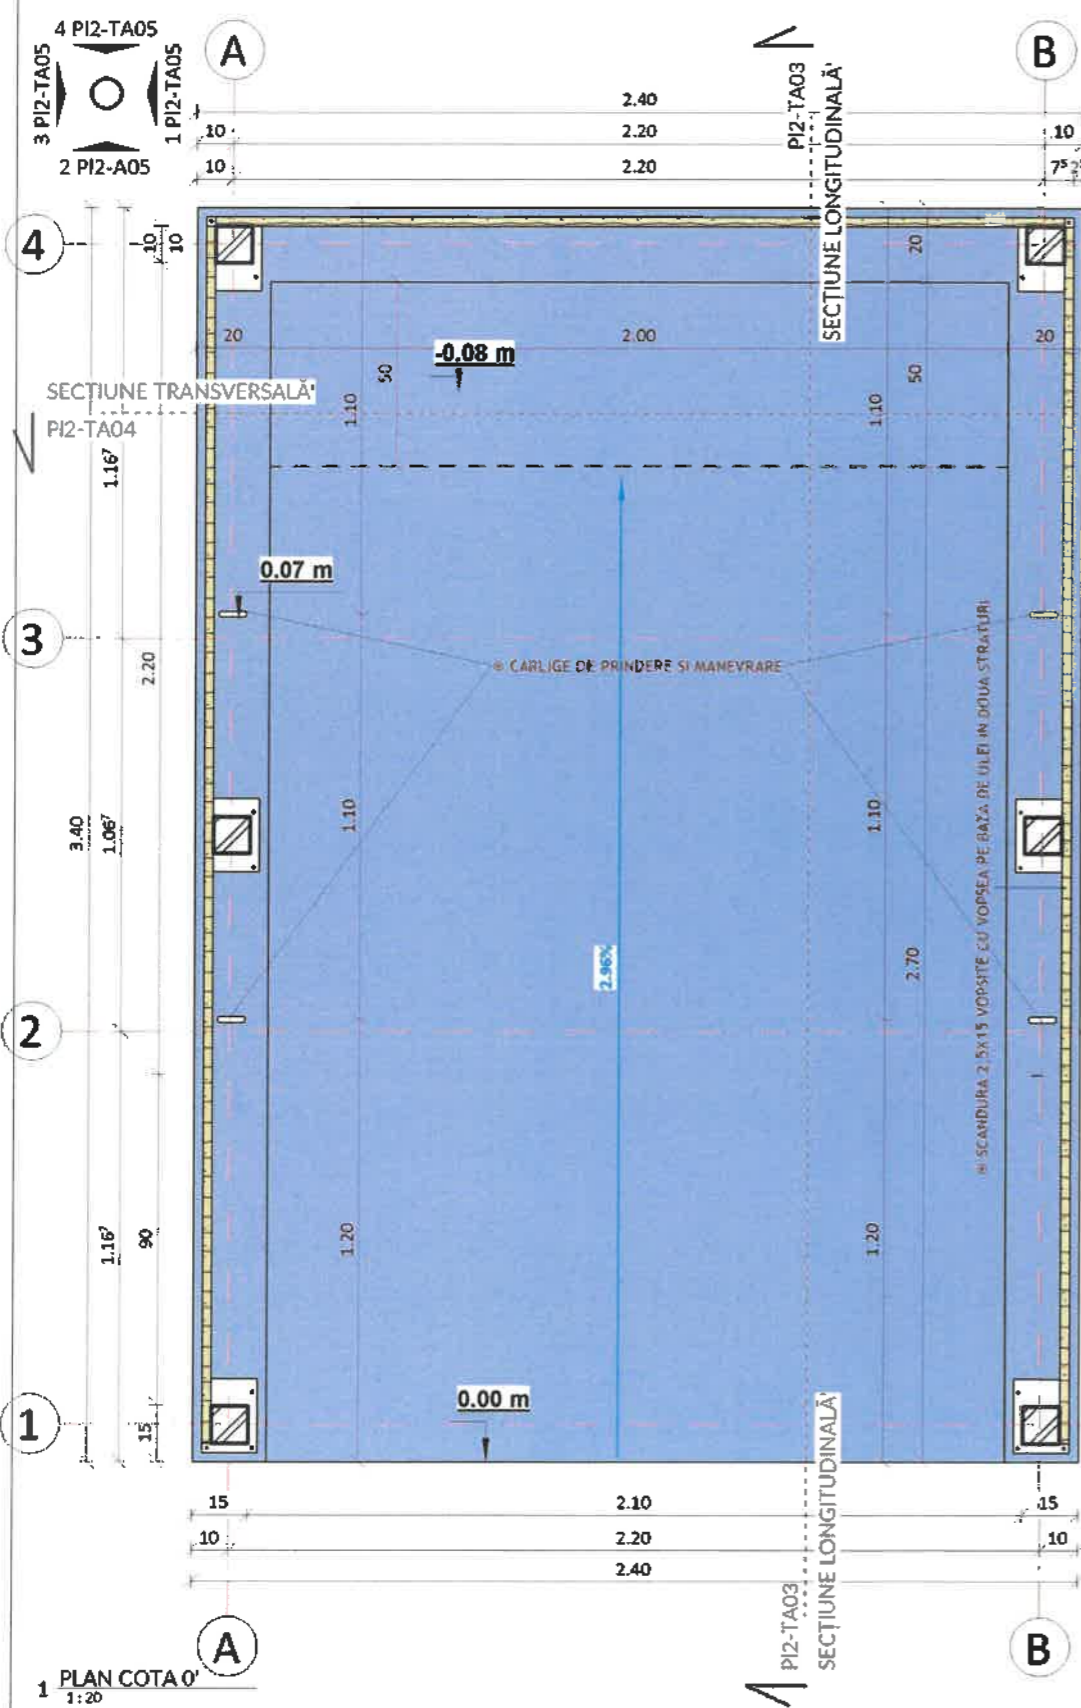 4 PI2-TA05
3 PI2-TA05
1 PI2-TA05
2 PI2-A05
A
B
PI2-TA03
SECȚIUNE LONGITUDINALĂ'
2.40
10
2.20
10
10
2.20
7⁵
4
10
10
20
20
2.00
20
-0.08 m
50
50
SECȚIUNE TRANSVERSALĂ'
PI2-TA04
1.10
1.10
1.16⁷
0.07 m
3
2.20
® CARLIGE DE PRINDERE SI MANEVRARE
® SCANDURA 2,5X15 VOPSITE CU VOPSEA PE BAZA DE ULEI IN DOUA STRATURI
3.40
1.06⁷
1.10
1.10
2.96%
2.70
2
1.16⁷
90
1.20
1.20
0.00 m
1
15
15
2.10
15
10
2.20
10
2.40
PI2-TA03
SECȚIUNE LONGITUDINALĂ'
A
B
1 PLAN COTA 0'
1:20